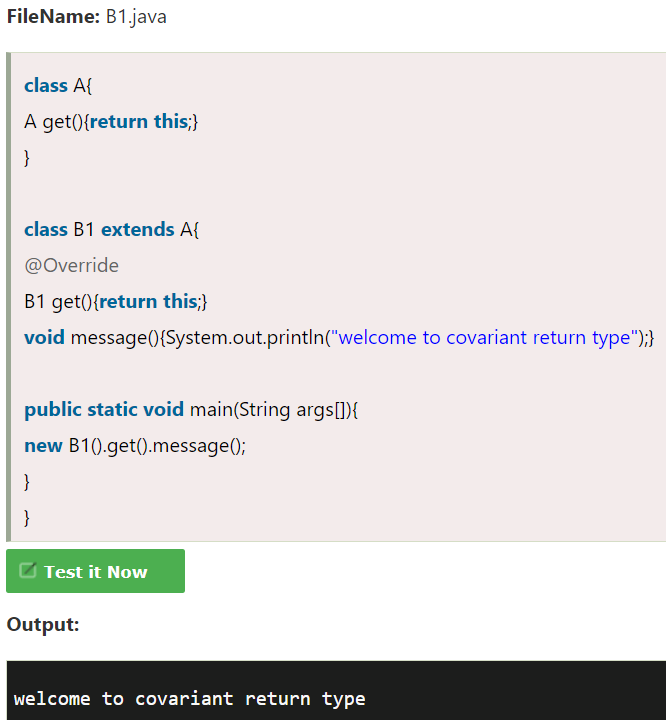 FileName: B1.java
class A{
A get(){return this;}
}
class B1 extends A{
@Override
B1 get(){return this;}
void message(){System.out.println("welcome to covariant return type");}
public static void main(String args[]){
new B1().get().message();
}
}
Test it Now
Output:
welcome to covariant return type